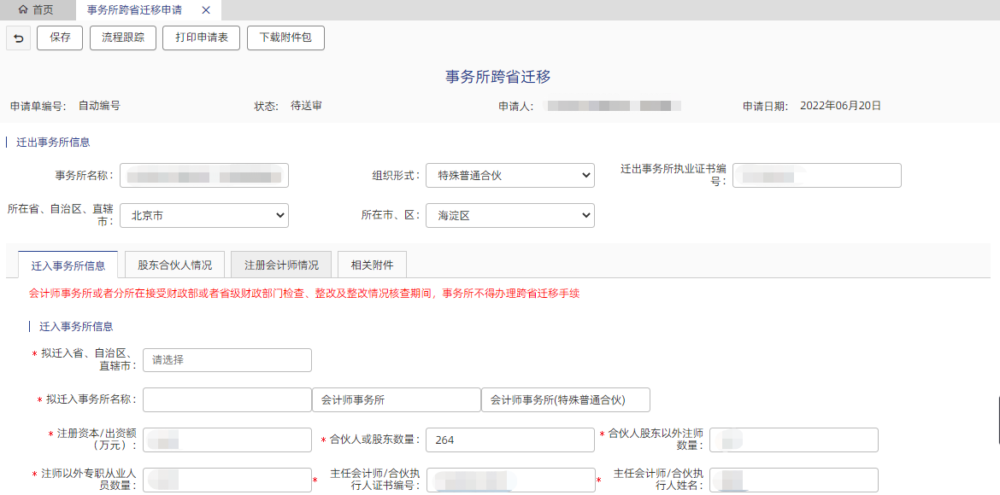 首页 事务所跨省迁移申请
保存 流程跟踪 打印申请表 下载附件包
事务所跨省迁移
申请单编号: 自动编号 状态: 待送审 申请人: 申请日期: 2022年06月20日
迁出事务所信息
事务所名称: 组织形式: 特殊普通合伙 迁出事务所执业证书编
号:
所在省、自治区、直辖
市: 北京市 所在市、区: 海淀区
迁入事务所信息 股东合伙人情况 注册会计师情况 相关附件
会计师事务所或者分所在接受财政部或者省级财政部门检查、整改及整改情况核查期间，事务所不得办理跨省迁移手续
迁入事务所信息
* 拟迁入省、自治区、
直辖市: 请选择
* 拟迁入事务所名称: 会计师事务所 会计师事务所(特殊普通合伙)
* 注册资本/出资额
（万元）: * 合伙人或股东数量: 264 * 合伙人股东以外注师
数量:
* 注师以外专职从业人
员数量: * 主任会计师/合伙执
行人证书编号: * 主任会计师/合伙执
行人姓名: